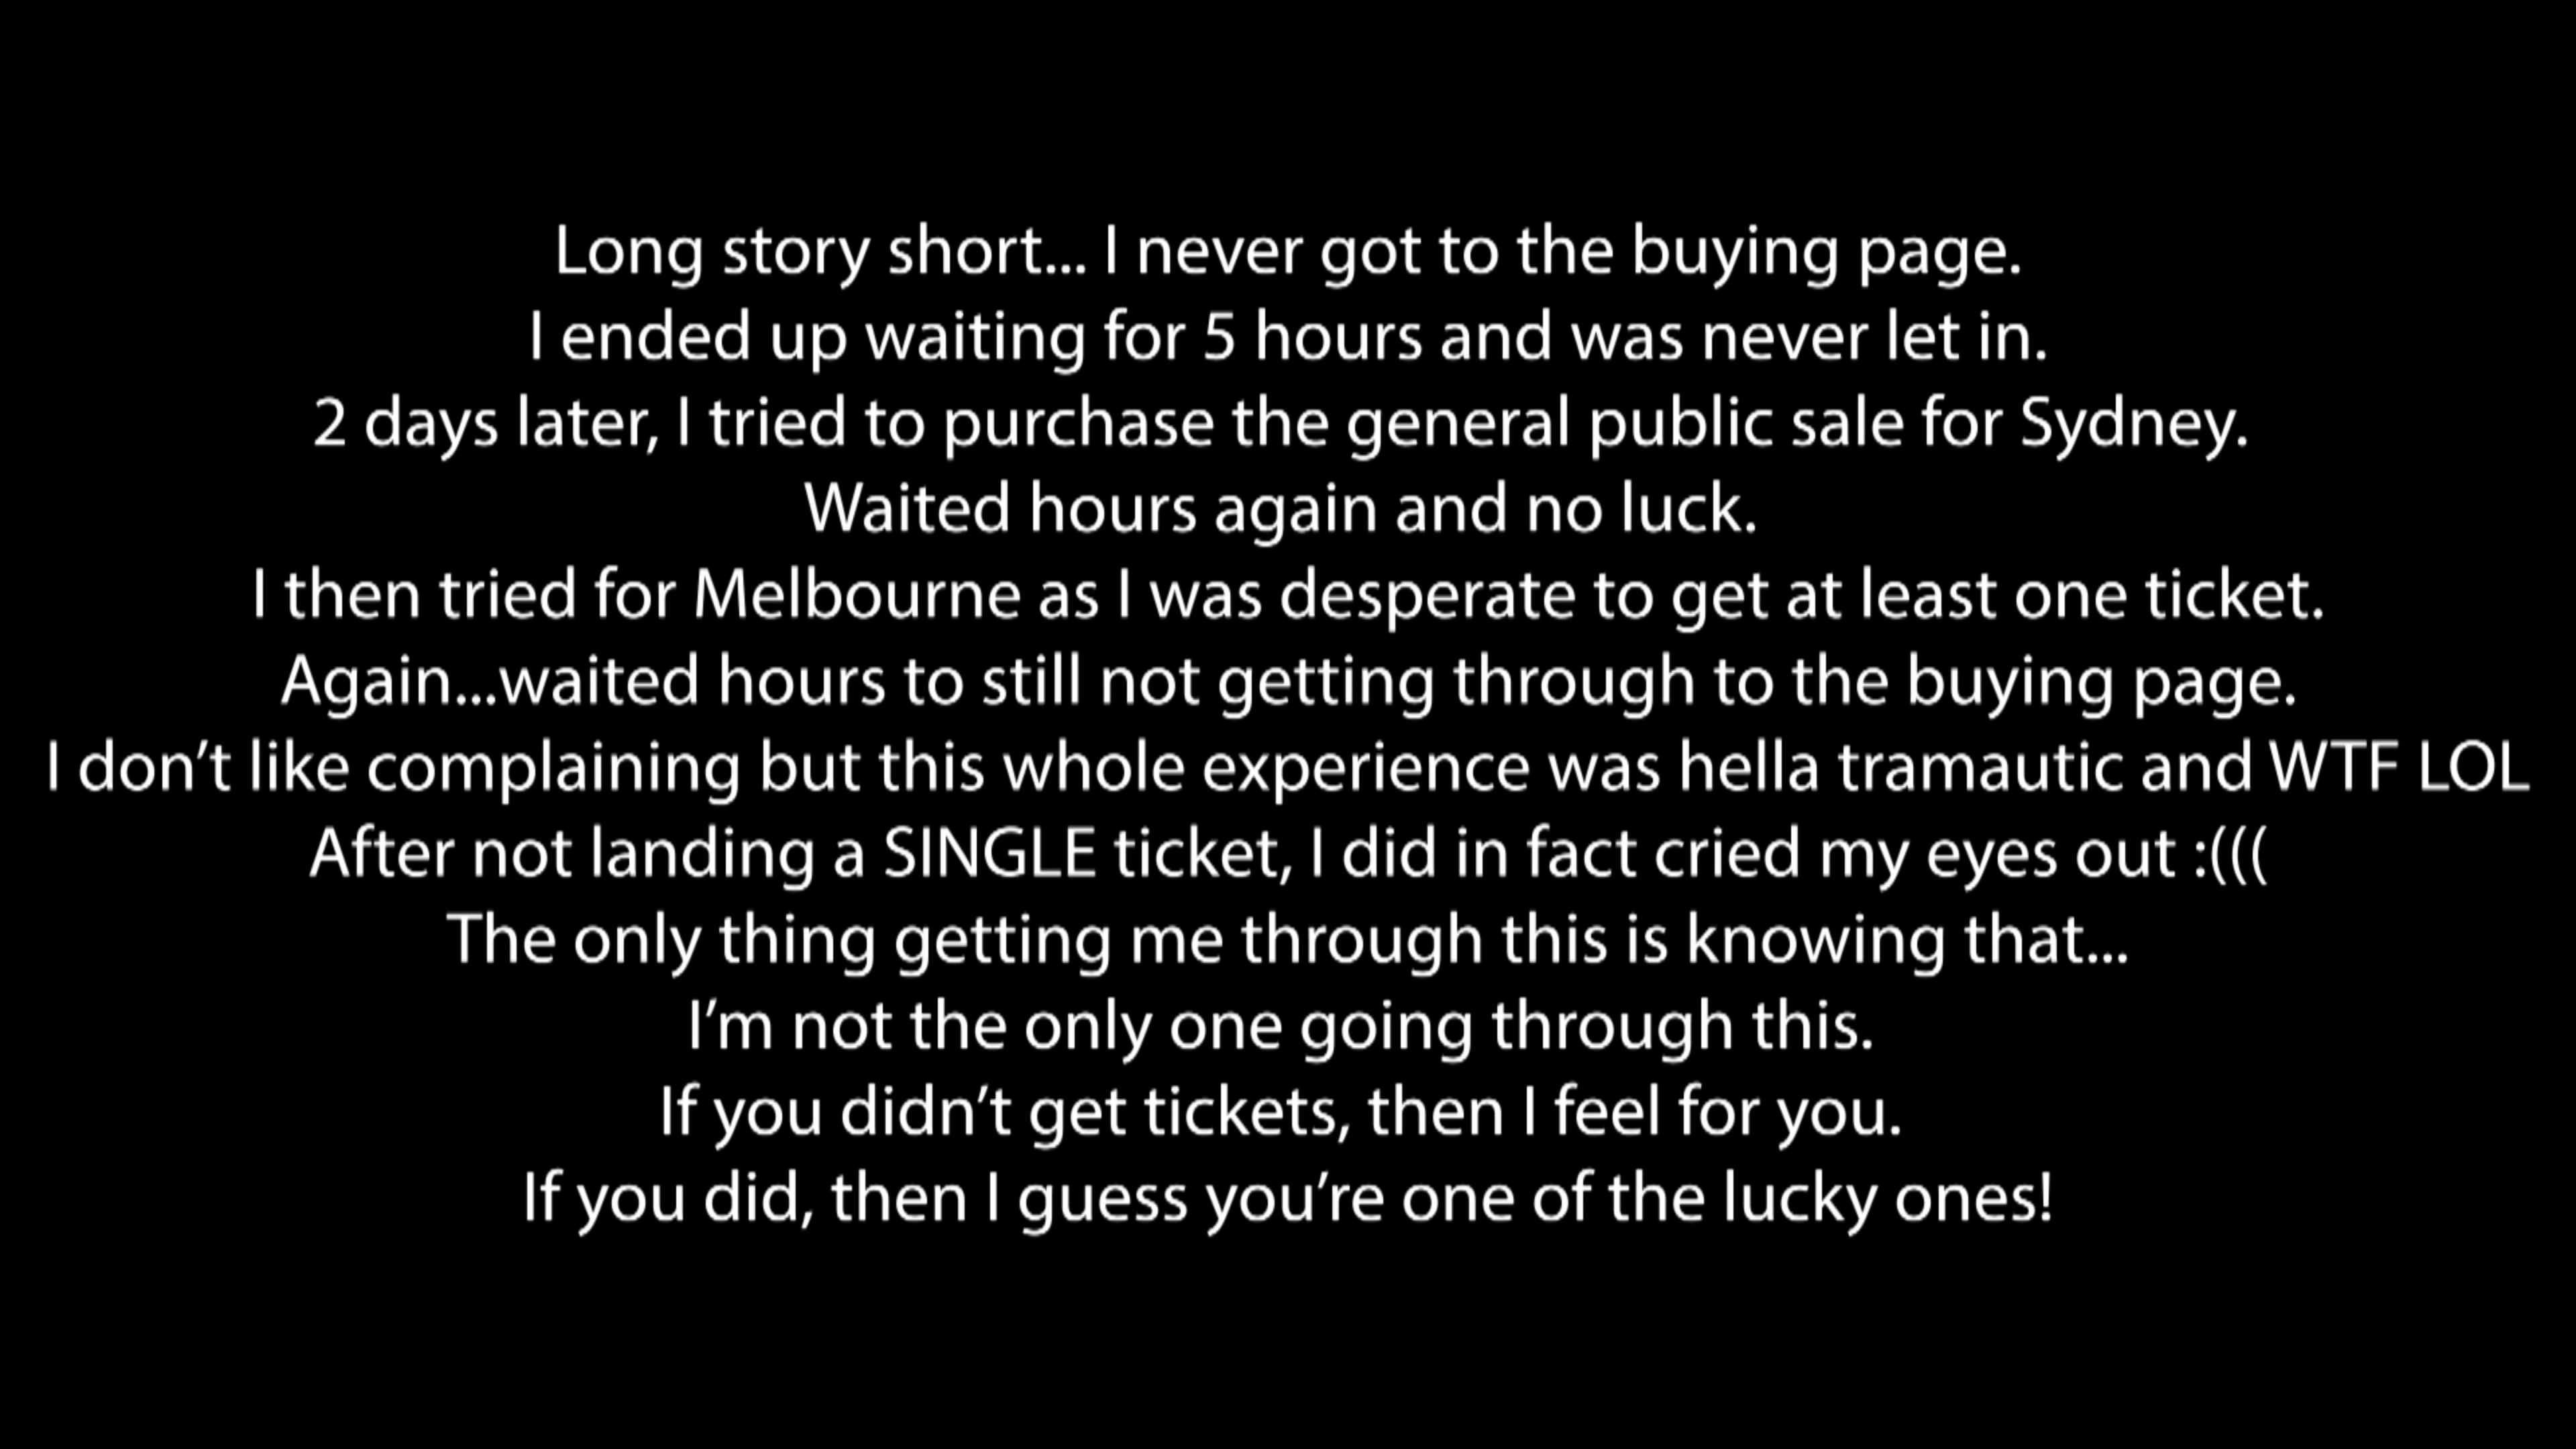 Long story short... I never got to the buying page.
I ended up waiting for 5 hours and was never let in.
2 days later, I tried to purchase the general public sale for Sydney.
Waited hours again and no luck.
I then tried for Melbourne as I was desperate to get at least one ticket.
Again...waited hours to still not getting through to the buying page.
I don’t like complaining but this whole experience was hella tramautic and WTF LOL
After not landing a SINGLE ticket, I did in fact cried my eyes out :(((
The only thing getting me through this is knowing that...
I’m not the only one going through this.
If you didn’t get tickets, then I feel for you.
If you did, then I guess you’re one of the lucky ones!